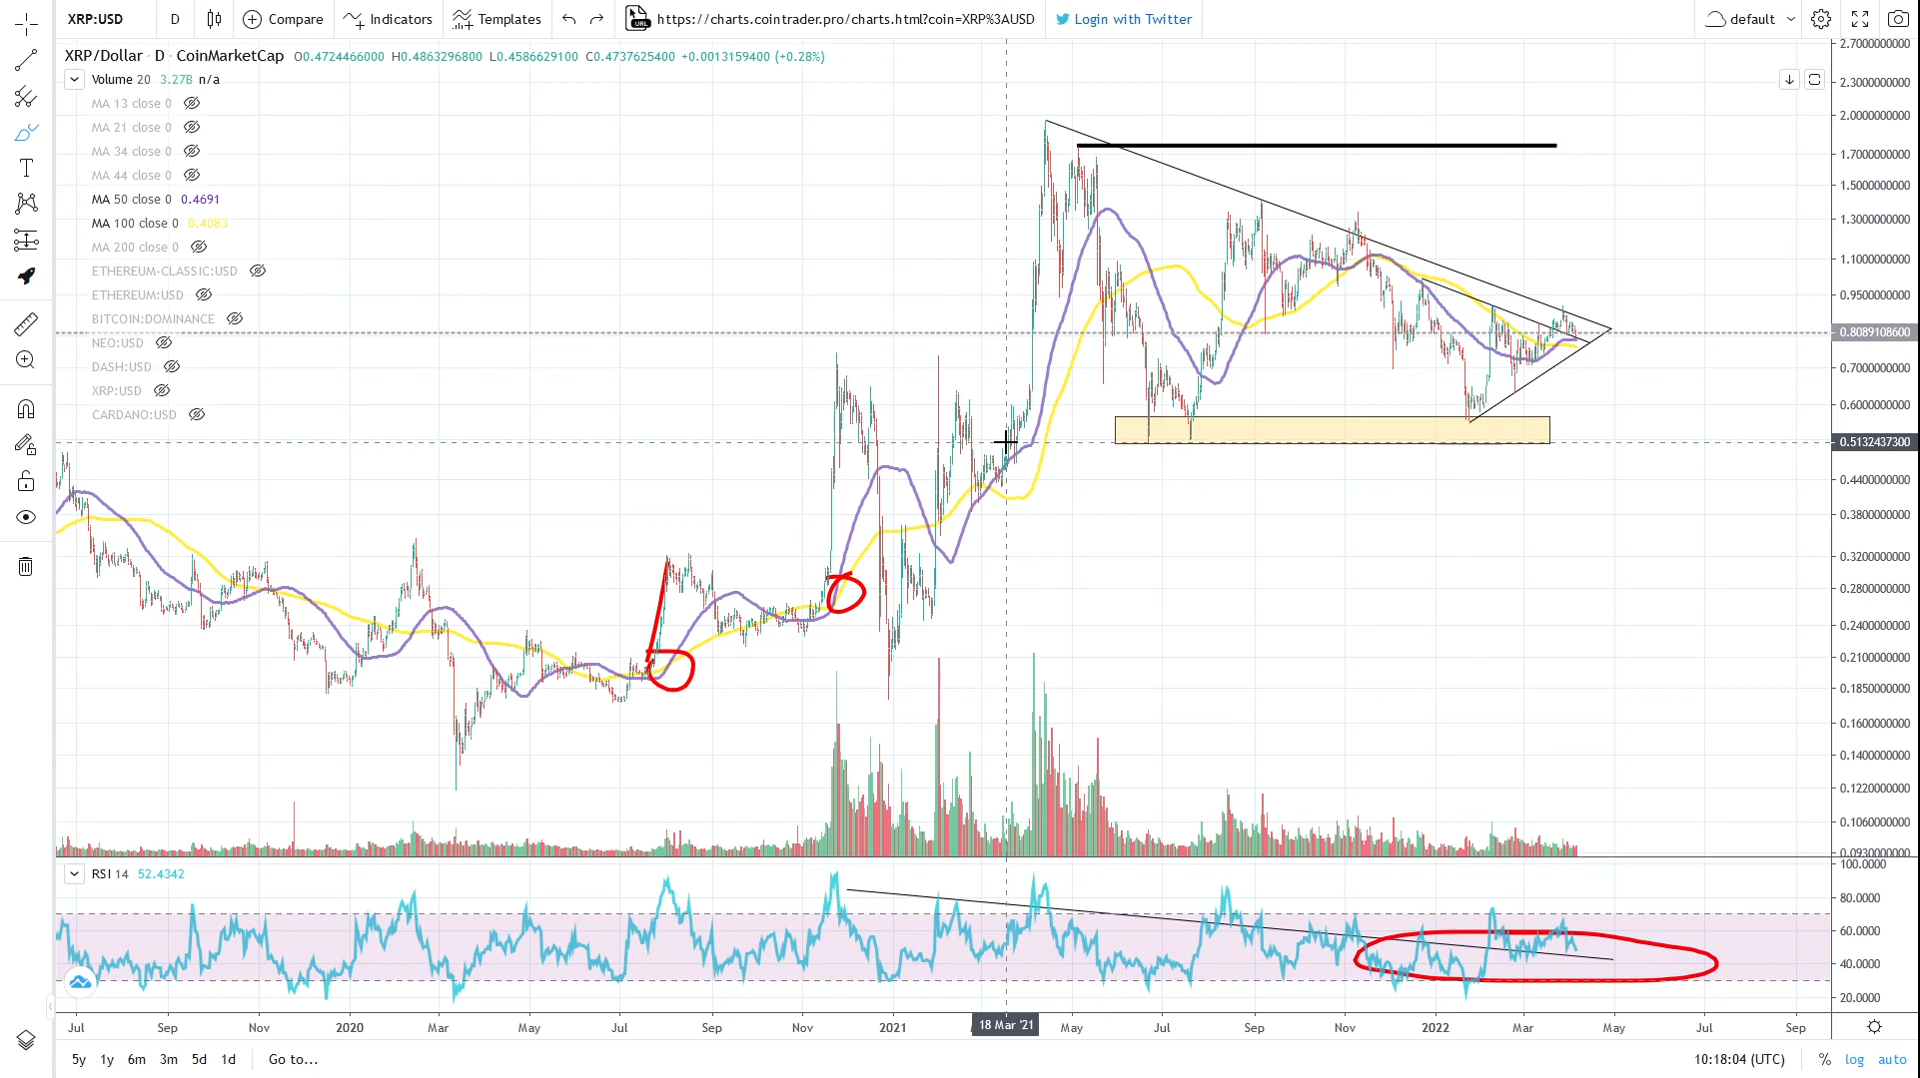 XRP:USD D Compare Indicators Templates https://charts.cointrader.pro/charts.html?coin=XRP%3AUSD Login with Twitter default
XRP/Dollar · D · CoinMarketCap O0.4724466000 H0.4863296800 L0.4586629100 C0.4737625400 +0.0013159400 (+0.28%)
Volume 20 3.27B n/a
MA 13 close 0
MA 21 close 0
MA 34 close 0
MA 44 close 0
MA 50 close 0 0.4691
MA 100 close 0 0.4083
MA 200 close 0
ETHEREUM-CLASSIC:USD
ETHEREUM:USD
BITCOIN:DOMINANCE
NEO:USD
DASH:USD
XRP:USD
CARDANO:USD
2.7000000000
2.3000000000
2.0000000000
1.7000000000
1.5000000000
1.3000000000
1.1000000000
0.9500000000
0.8089108600
0.7000000000
0.6000000000
0.5132437300
0.4400000000
0.3800000000
0.3200000000
0.2800000000
0.2400000000
0.2100000000
0.1850000000
0.1600000000
0.1400000000
0.1220000000
0.1060000000
0.0930000000
RSI 14 52.4342
100.0000
80.0000
60.0000
40.0000
20.0000
Jul Sep Nov 2020 Mar May Jul Sep Nov 2021 18 Mar '21 May Jul Sep Nov 2022 Mar May Jul Sep
5y 1y 6m 3m 5d 1d Go to... 10:18:04 (UTC) % log auto